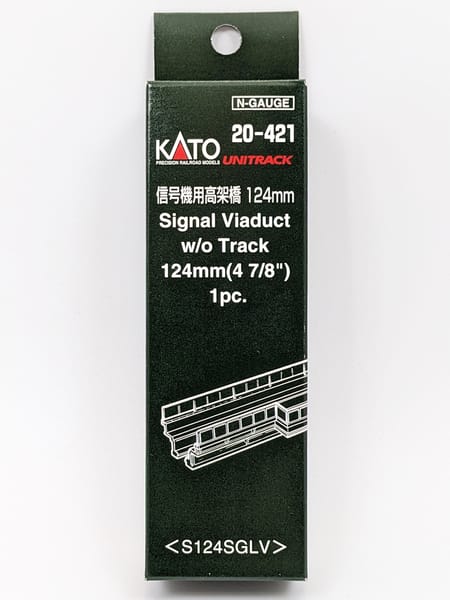 N-GAUGE
20-421
KATO
PRECISION RAILROAD MODELS
UNITRACK
信号機用高架橋 124mm
Signal Viaduct
w/o Track
124mm(4 7/8")
1pc.
<S124SGLV>